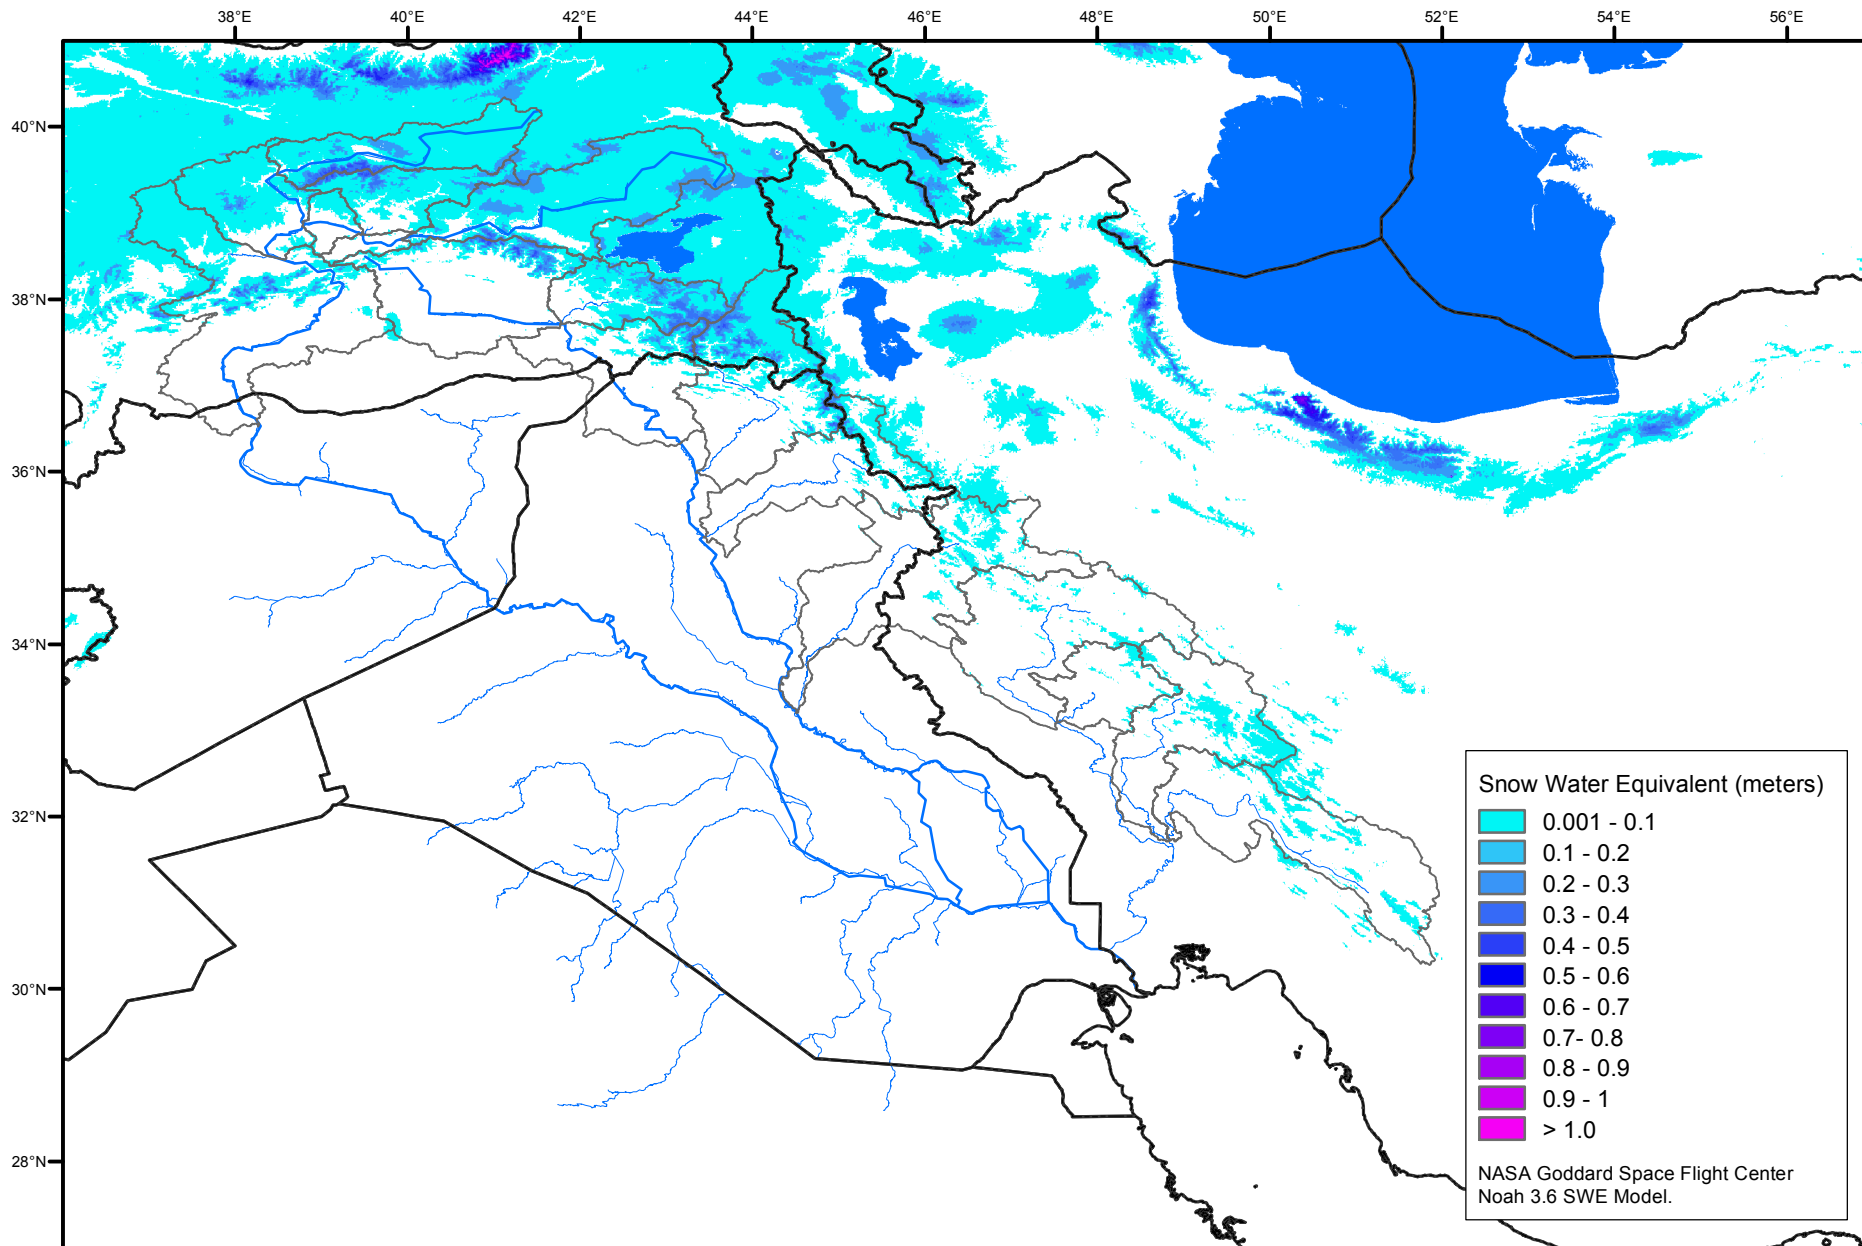 38°E 40°E 42°E 44°E 46°E 48°E 50°E 52°E 54°E 56°E
40°N
38°N
36°N
34°N
32°N
30°N
28°N
Snow Water Equivalent (meters)
0.001 - 0.1
0.1 - 0.2
0.2 - 0.3
0.3 - 0.4
0.4 - 0.5
0.5 - 0.6
0.6 - 0.7
0.7- 0.8
0.8 - 0.9
0.9 - 1
> 1.0
NASA Goddard Space Flight Center
Noah 3.6 SWE Model.